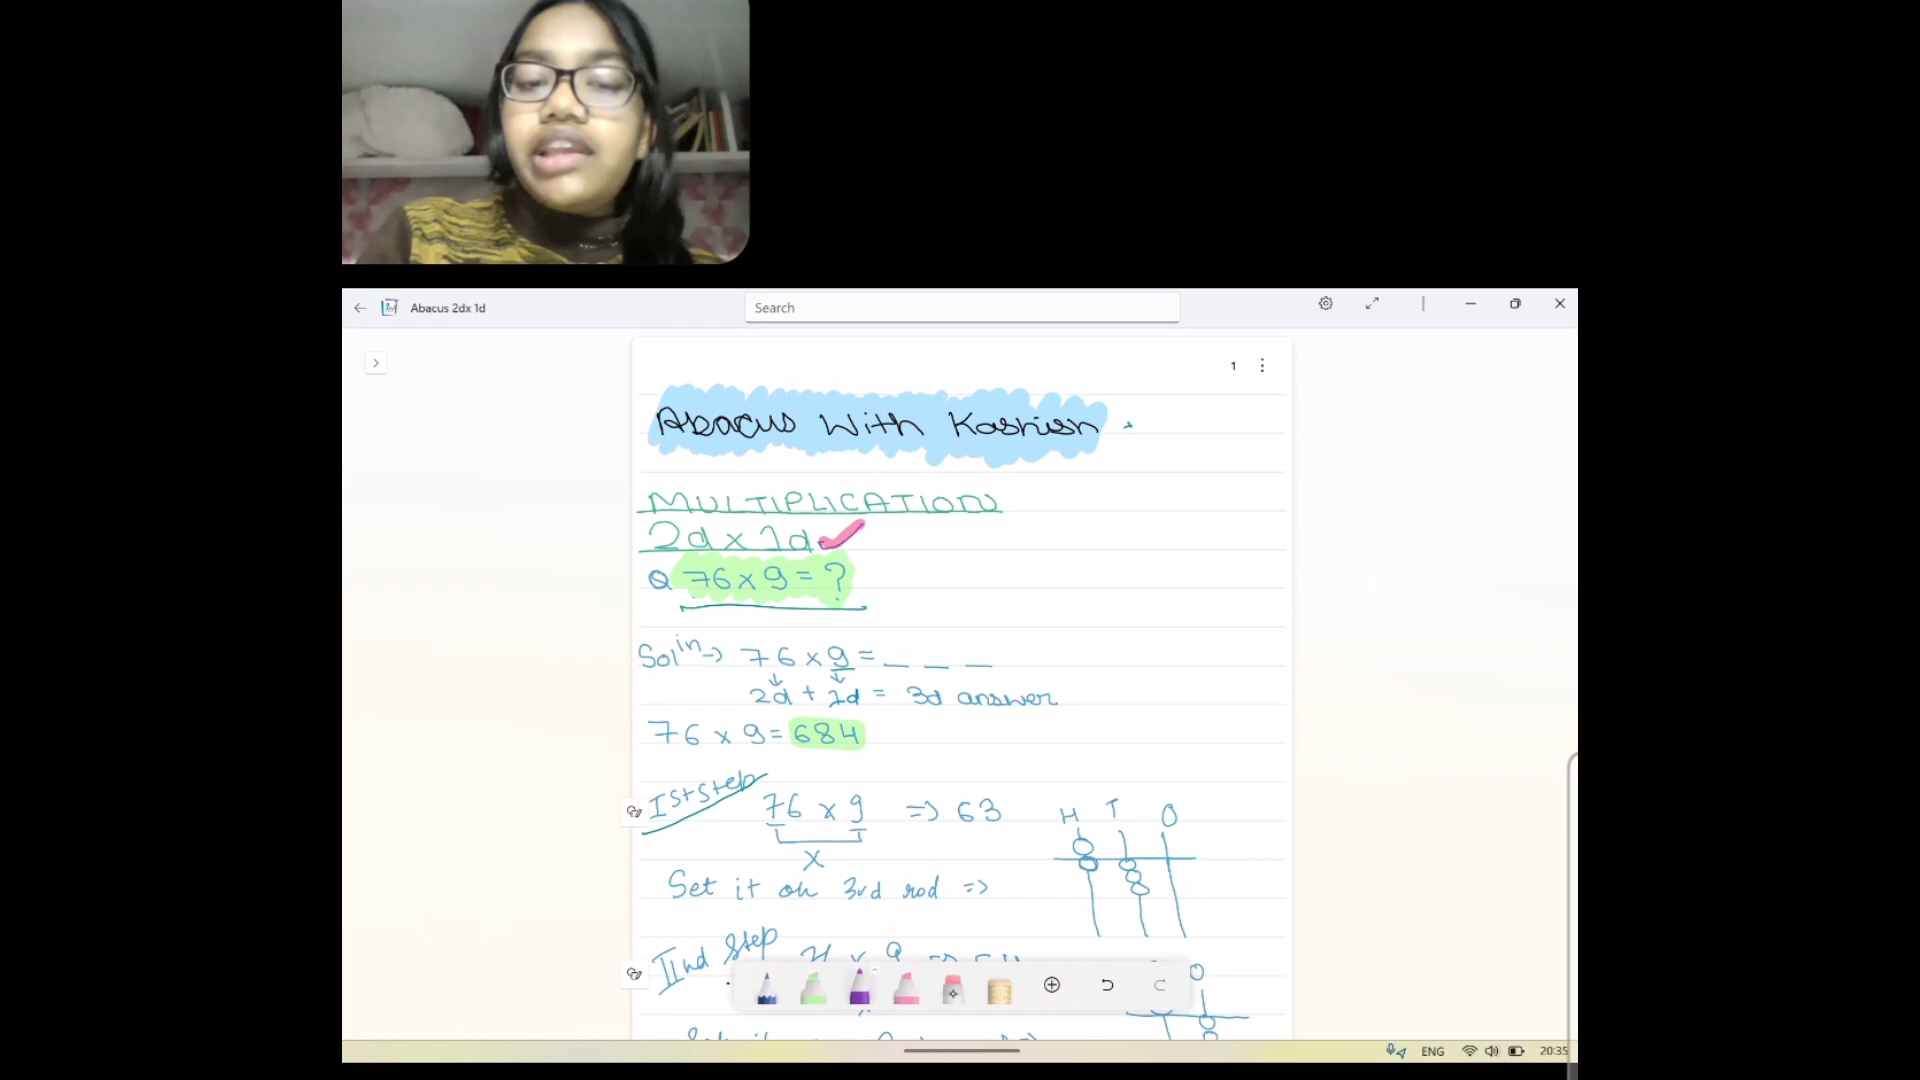 Abacus 2dx 1d
Search
1
Abacus With Kashish
MULTIPLICATION
2d x 1d
Q 76 x 9 = ?
Solin → 76 x 9 = _ _ _
2d + 1d = 3d answer
76 x 9 = 684
Ist step 76 x 9 => 63
H T O
X
Set it on 3rd rod =>
IInd Step
O
ENG 20:35